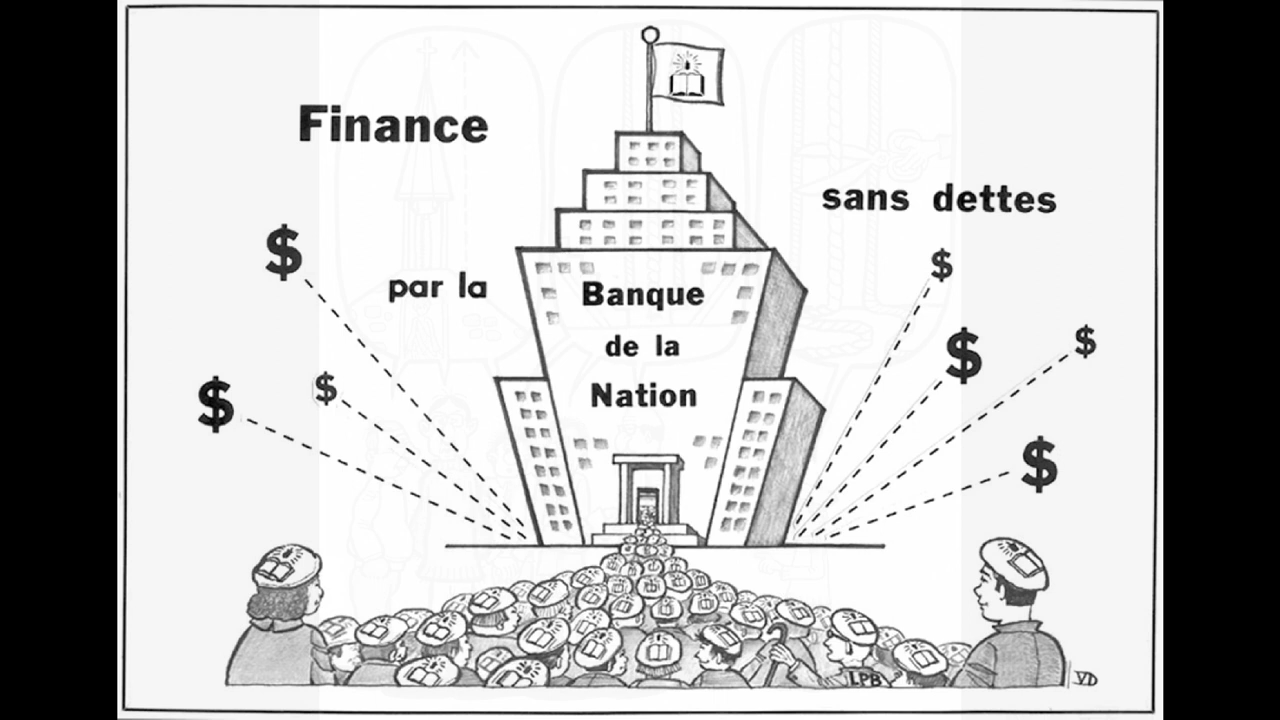 Finance
sans dettes
par la
Banque
de la
Nation
$
$
$
$
$
$
$
LPB
VD